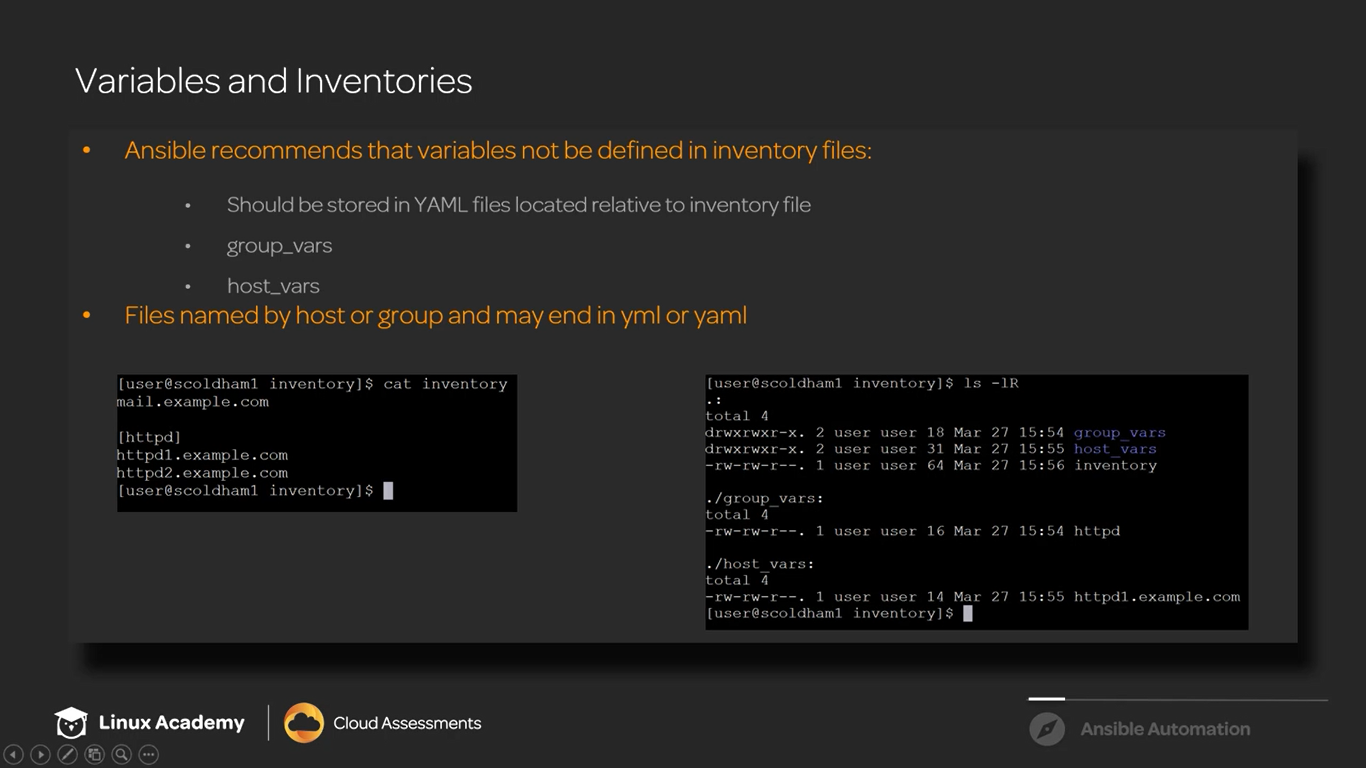 Variables and Inventories
• Ansible recommends that variables not be defined in inventory files:
• Should be stored in YAML files located relative to inventory file
• group_vars
• host_vars
• Files named by host or group and may end in yml or yaml
[user@scoldham1 inventory]$ cat inventory
mail.example.com
[httpd]
httpd1.example.com
httpd2.example.com
[user@scoldham1 inventory]$
[user@scoldham1 inventory]$ ls -lR
.:
total 4
drwxrwxr-x. 2 user user 18 Mar 27 15:54 group_vars
drwxrwxr-x. 2 user user 31 Mar 27 15:55 host_vars
-rw-rw-r--. 1 user user 64 Mar 27 15:56 inventory
./group_vars:
total 4
-rw-rw-r--. 1 user user 16 Mar 27 15:54 httpd
./host_vars:
total 4
-rw-rw-r--. 1 user user 14 Mar 27 15:55 httpd1.example.com
[user@scoldham1 inventory]$
Linux Academy
Cloud Assessments
Ansible Automation